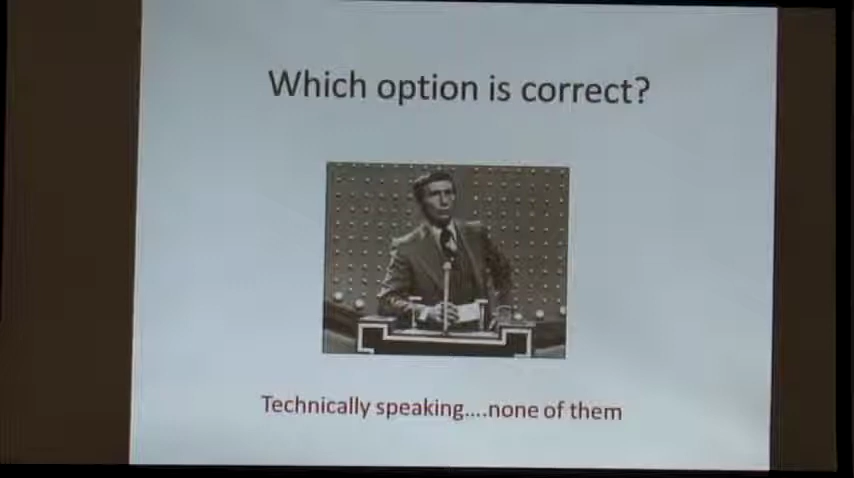 Which option is correct?
Technically speaking....none of them